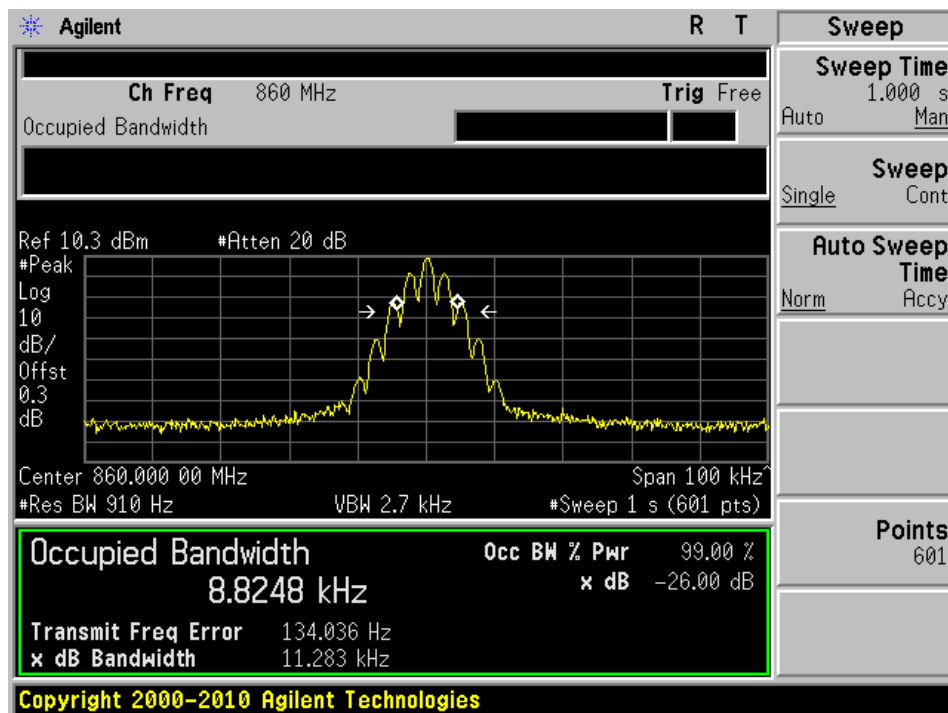 Agilent R T
Ch Freq 860 MHz Trig Free
Occupied Bandwidth
Ref 10.3 dBm #Atten 20 dB
#Peak
Log
10
dB/
Offst
0.3
dB
Center 860.000 00 MHz Span 100 kHz^
#Res BW 910 Hz VBW 2.7 kHz #Sweep 1 s (601 pts)
Occupied Bandwidth Occ BW % Pwr 99.00 %
8.8248 kHz x dB -26.00 dB
Transmit Freq Error 134.036 Hz
x dB Bandwidth 11.283 kHz
Copyright 2000-2010 Agilent Technologies
Sweep
Sweep Time
1.000 s
Auto Man
Sweep
Single Cont
Auto Sweep
Time
Norm Accy
Points
601